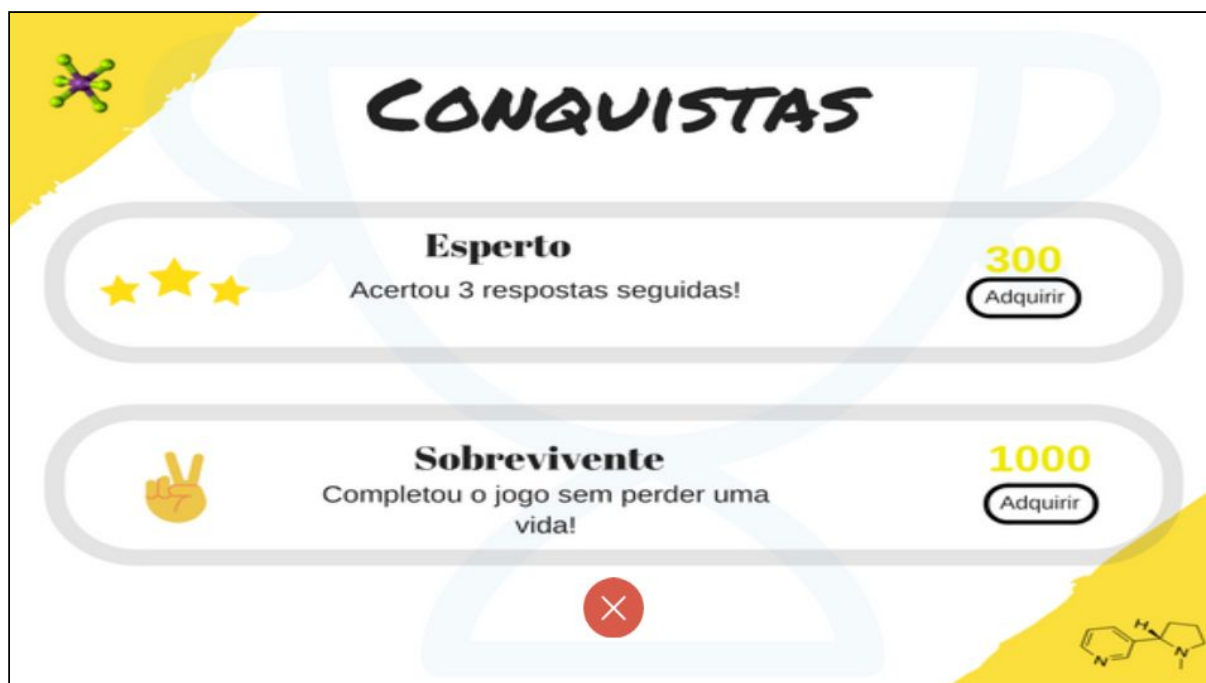 Conquistas
Esperto
Acertou 3 respostas seguidas!
300
Adquirir
Sobrevivente
Completou o jogo sem perder uma
vida!
1000
Adquirir
H
N
N